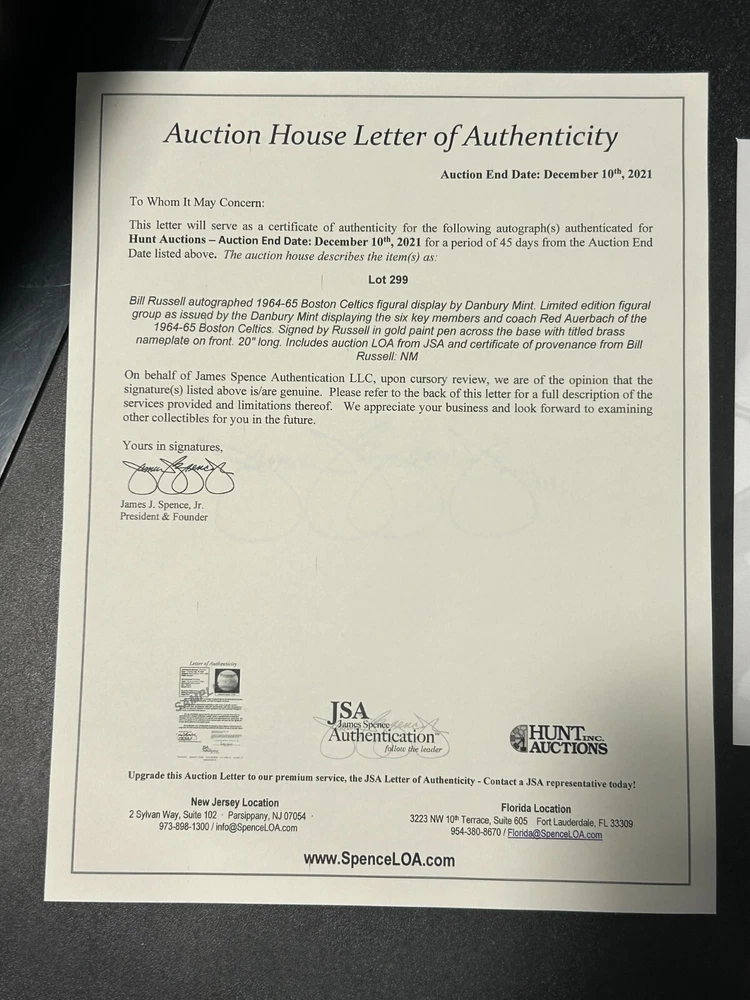 Auction House Letter of Authenticity
Auction End Date: December 10th, 2021
To Whom It May Concern:
This letter will serve as a certificate of authenticity for the following autograph(s) authenticated for
Hunt Auctions – Auction End Date: December 10th, 2021 for a period of 45 days from the Auction End
Date listed above. The auction house describes the item(s) as:
Lot 299
Bill Russell autographed 1964-65 Boston Celtics figural display by Danbury Mint. Limited edition figural
group as issued by the Danbury Mint displaying the six key members and coach Red Auerbach of the
1964-65 Boston Celtics. Signed by Russell in gold paint pen across the base with titled brass
nameplate on front. 20" long. Includes auction LOA from JSA and certificate of provenance from Bill
Russell: NM
On behalf of James Spence Authentication LLC, upon cursory review, we are of the opinion that the
signature(s) listed above is/are genuine. Please refer to the back of this letter for a full description of the
services provided and limitations thereof. We appreciate your business and look forward to examining
other collectibles for you in the future.
Yours in signatures,
James J. Spence, Jr.
President & Founder
Letter of Authenticity
SAMPLE
JSA
James Spence
Authentication
follow the leader
HUNT INC.
AUCTIONS
Upgrade this Auction Letter to our premium service, the JSA Letter of Authenticity - Contact a JSA representative today!
New Jersey Location
2 Sylvan Way, Suite 102 · Parsippany, NJ 07054
973-898-1300 / info@SpenceLOA.com
Florida Location
3223 NW 10th Terrace, Suite 605 Fort Lauderdale, FL 33309
954-380-8670 / Florida@SpenceLOA.com
www.SpenceLOA.com